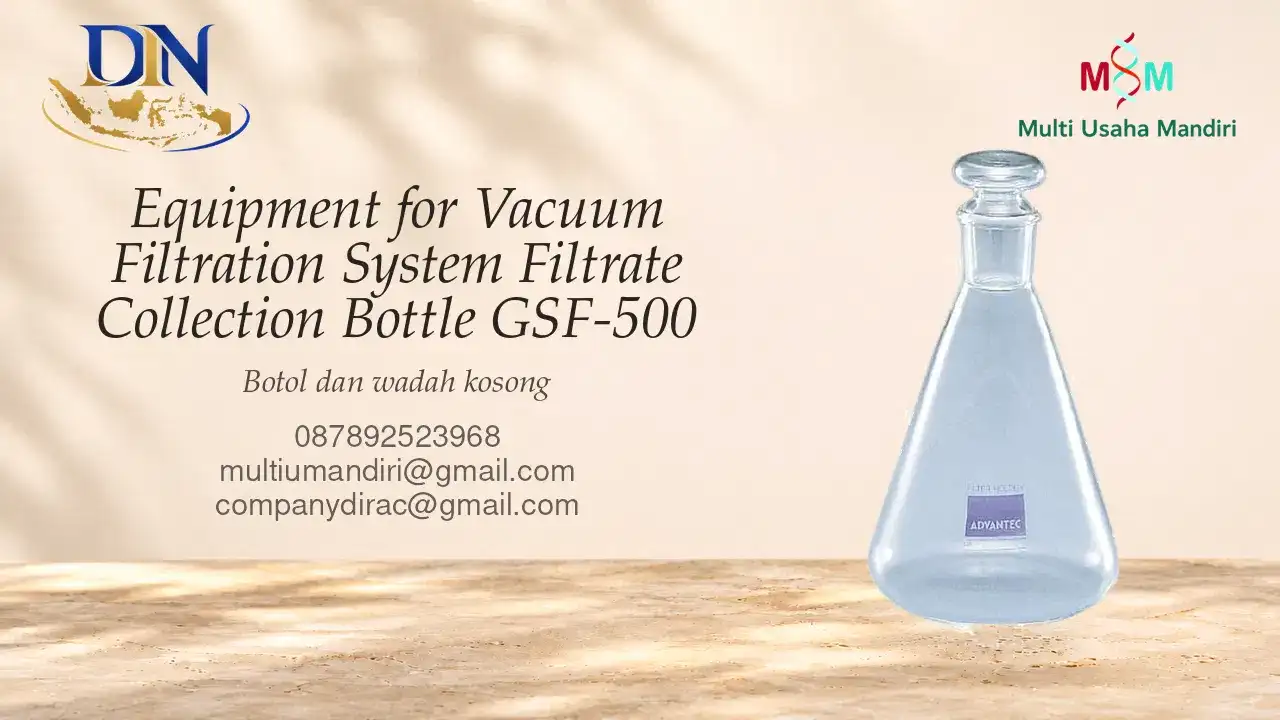 DIN
MSM
Multi Usaha Mandiri
Equipment for Vacuum
Filtration System Filtrate
Collection Bottle GSF-500
Botol dan wadah kosong
087892523968
multiumandiri@gmail.com
companydirac@gmail.com
ADVANTEC